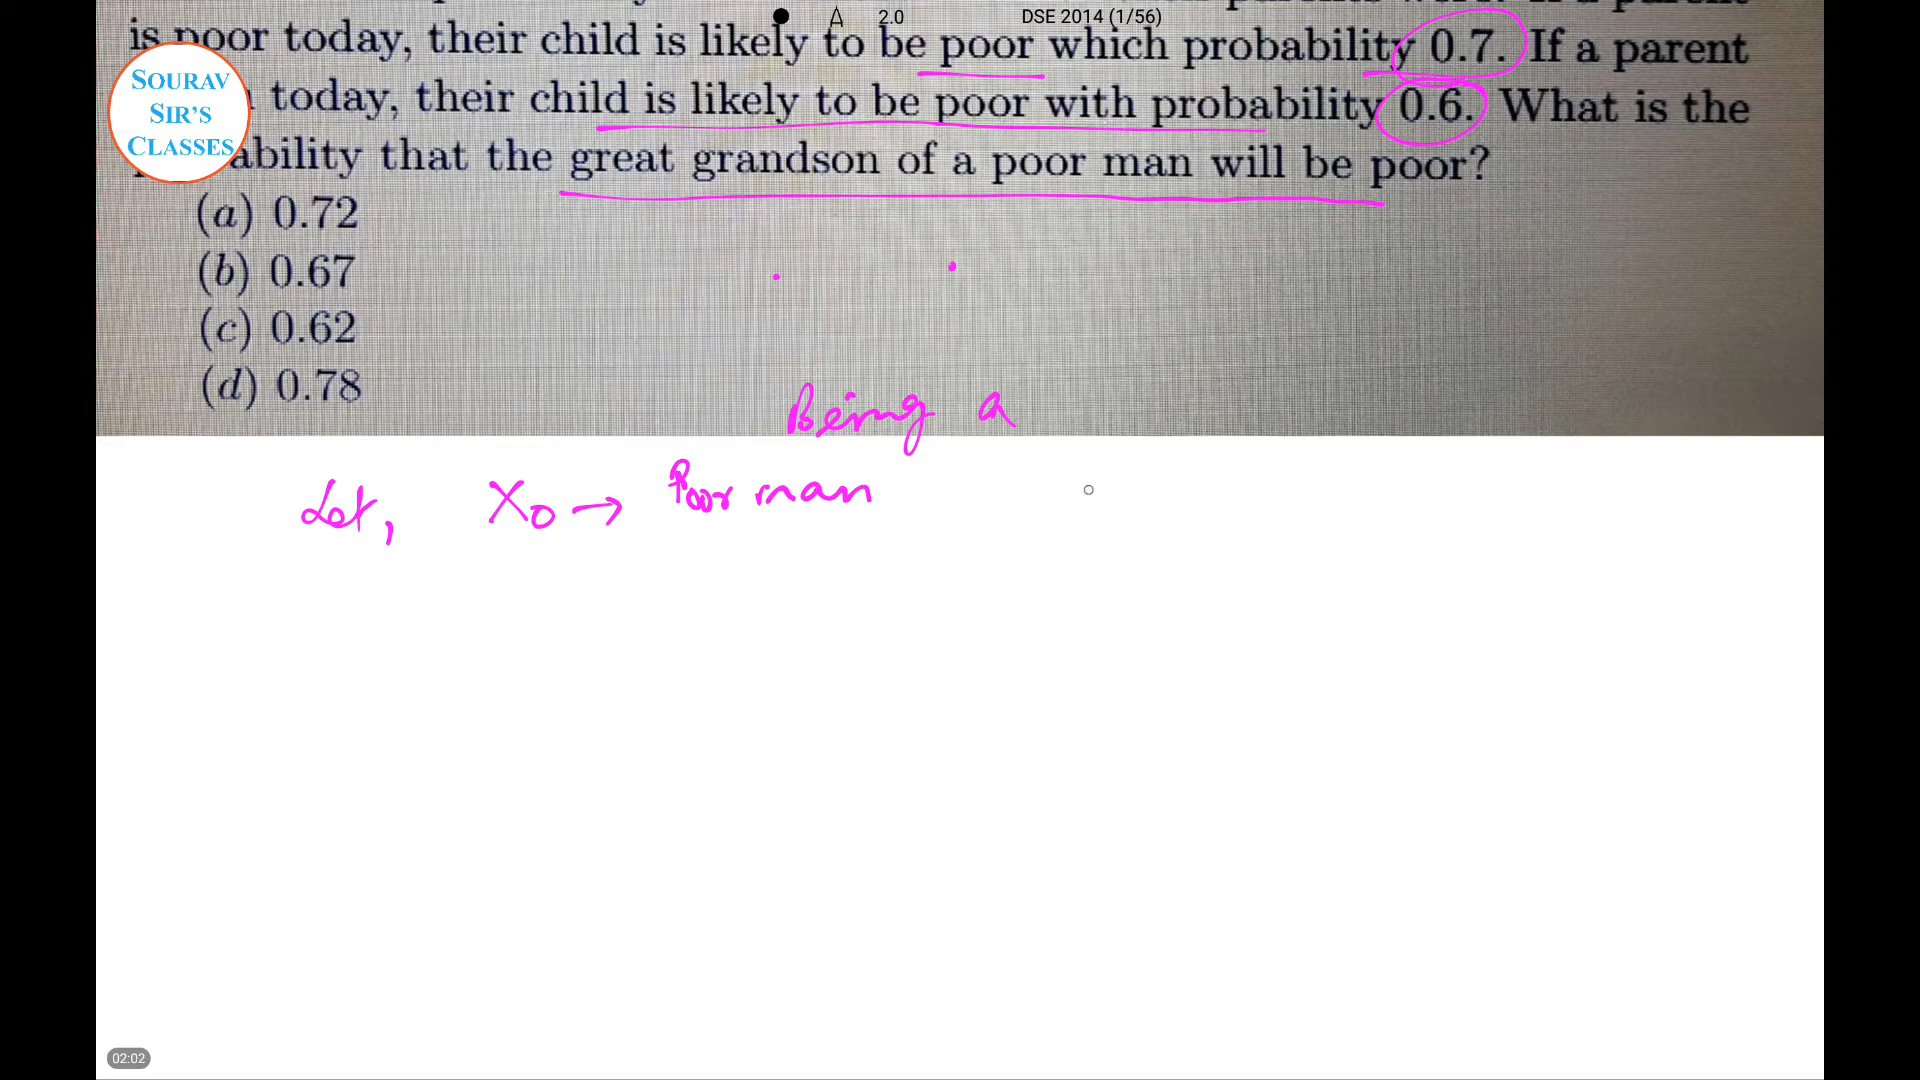 2.0 DSE 2014 (1/56)
is poor today, their child is likely to be poor which probability 0.7. If a parent
today, their child is likely to be poor with probability 0.6. What is the
ability that the great grandson of a poor man will be poor?
SOURAV
SIR'S
CLASSES
(a) 0.72
(b) 0.67
(c) 0.62
(d) 0.78
Being a
Let, X₀ → Poor man
02:02